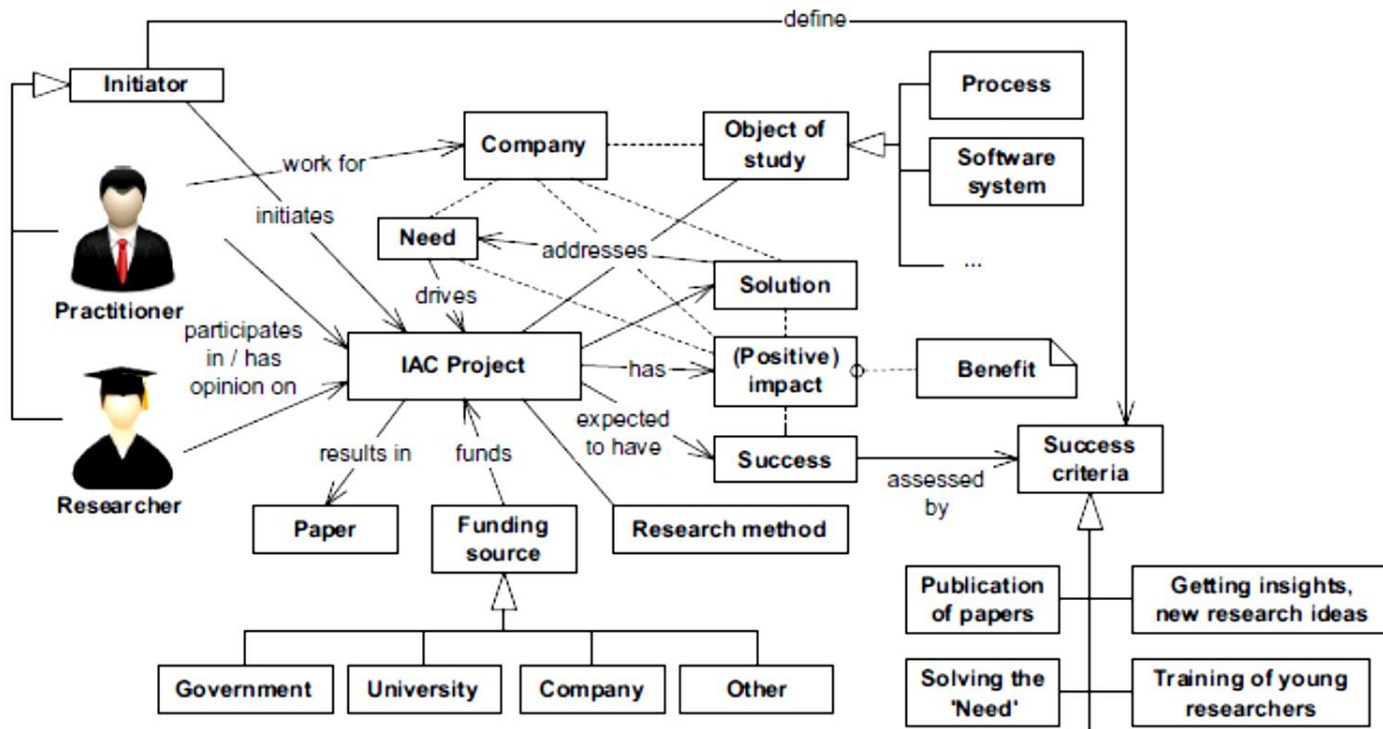 define
Initiator
Process
Company
Object of
study
work for
Software
system
initiates
Need
addresses
...
Solution
drives
Practitioner
participates
in / has
opinion on
IAC Project
has
(Positive)
impact
Benefit
expected
to have
Success
Success
criteria
results in
funds
assessed
by
Researcher
Paper
Funding
source
Research method
Publication
of papers
Getting insights,
new research ideas
Government
University
Company
Other
Solving the
'Need'
Training of young
researchers